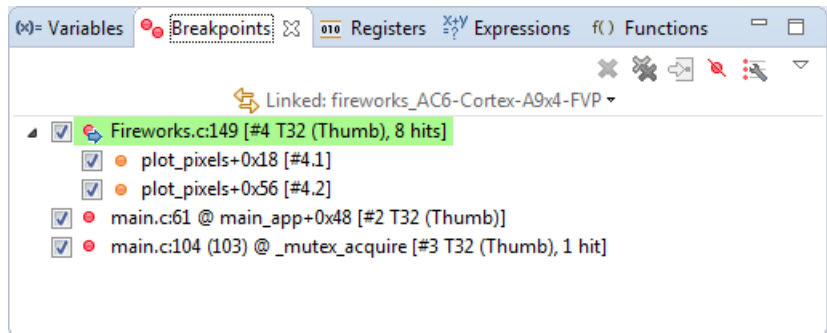 (x)= Variables Breakpoints 1010 Registers x+y =? Expressions f() Functions
Linked: fireworks_AC6-Cortex-A9x4-FVP
Fireworks.c:149 [#4 T32 (Thumb), 8 hits]
plot_pixels+0x18 [#4.1]
plot_pixels+0x56 [#4.2]
main.c:61 @ main_app+0x48 [#2 T32 (Thumb)]
main.c:104 (103) @ _mutex_acquire [#3 T32 (Thumb), 1 hit]